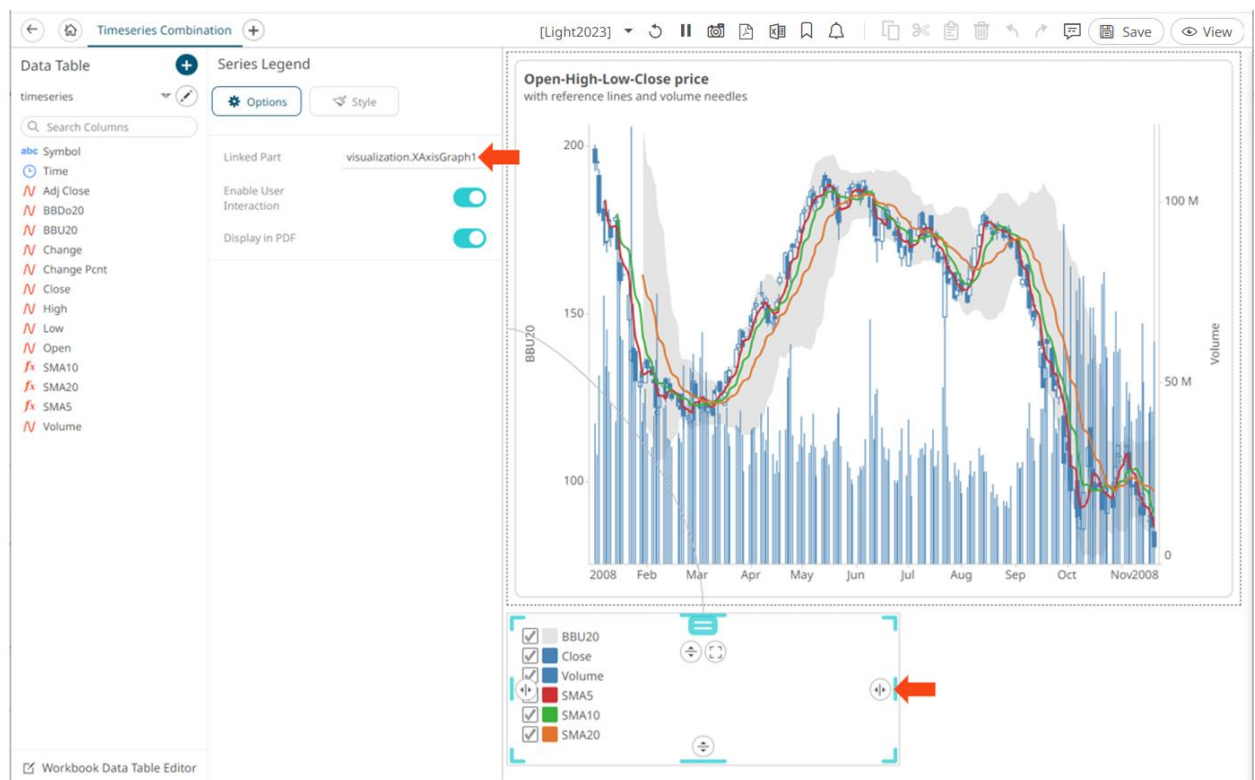 Timeseries Combination
[Light2023]
Save
View
Data Table
timeseries
Search Columns
abc Symbol
Time
Adj Close
BBDo20
BBU20
Change
Change Pcnt
Close
High
Low
Open
fx SMA10
fx SMA20
fx SMA5
Volume
Workbook Data Table Editor
Series Legend
Options
Style
Linked Part
visualization.XAxisGraph1
Enable User
Interaction
Display in PDF
Open-High-Low-Close price
with reference lines and volume needles
200
150
100
BBU20
100 M
50 M
0
Volume
2008 Feb Mar Apr May Jun Jul Aug Sep Oct Nov2008
BBU20
Close
Volume
SMA5
SMA10
SMA20